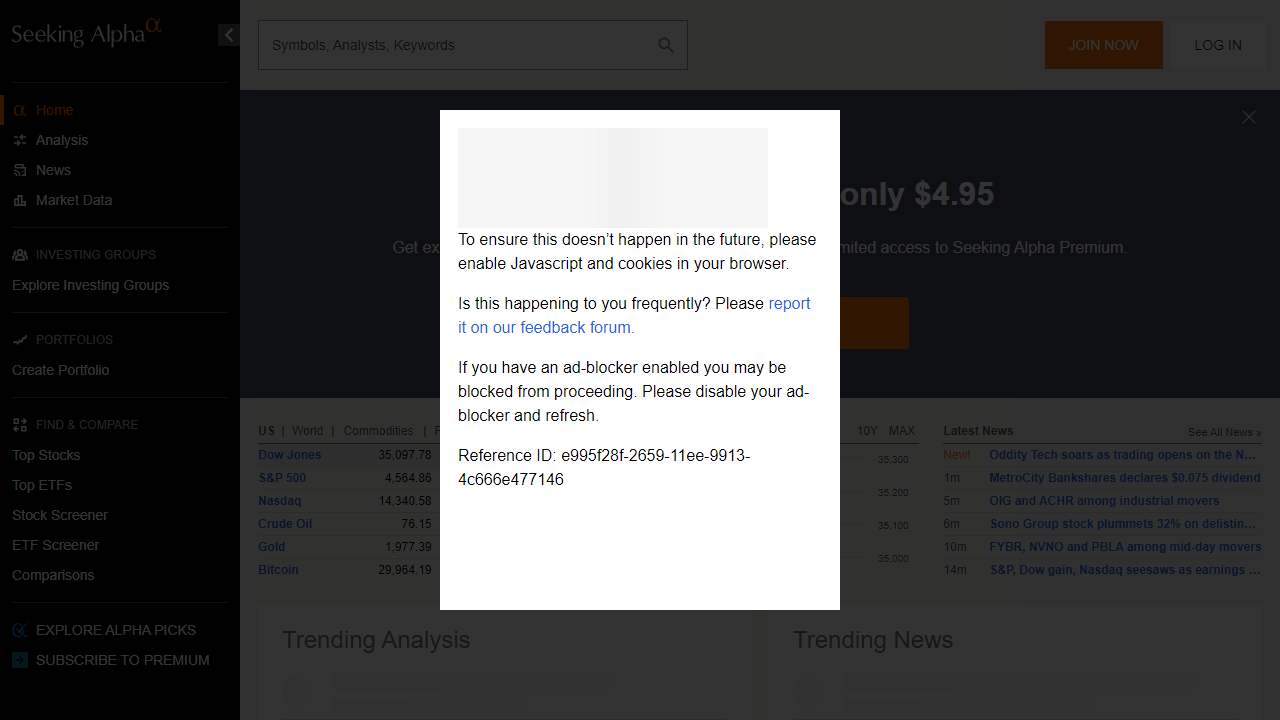 Seeking Alpha α
Symbols, Analysts, Keywords
JOIN NOW
LOG IN
Home
Analysis
News
Market Data
INVESTING GROUPS
Explore Investing Groups
PORTFOLIOS
Create Portfolio
FIND & COMPARE
Top Stocks
Top ETFs
Stock Screener
ETF Screener
Comparisons
EXPLORE ALPHA PICKS
SUBSCRIBE TO PREMIUM
only $4.95
Get
access to Seeking Alpha Premium.
To ensure this doesn’t happen in the future, please
enable Javascript and cookies in your browser.
Is this happening to you frequently? Please report
it on our feedback forum.
If you have an ad-blocker enabled you may be
blocked from proceeding. Please disable your ad-
blocker and refresh.
Reference ID: e995f28f-2659-11ee-9913-
4c666e477146
US | World | Commodities |
Dow Jones 35,097.78
S&P 500 4,564.86
Nasdaq 14,340.58
Crude Oil 76.15
Gold 1,977.39
Bitcoin 29,964.19
10Y MAX
35,300
35,200
35,100
35,000
Latest News See All News »
New! Oddity Tech soars as trading opens on the N...
1m MetroCity Bankshares declares $0.075 dividend
5m OIG and ACHR among industrial movers
6m Sono Group stock plummets 32% on delistin...
10m FYBR, NVNO and PBLA among mid-day movers
14m S&P, Dow gain, Nasdaq seesaws as earnings ...
Trending Analysis
Trending News